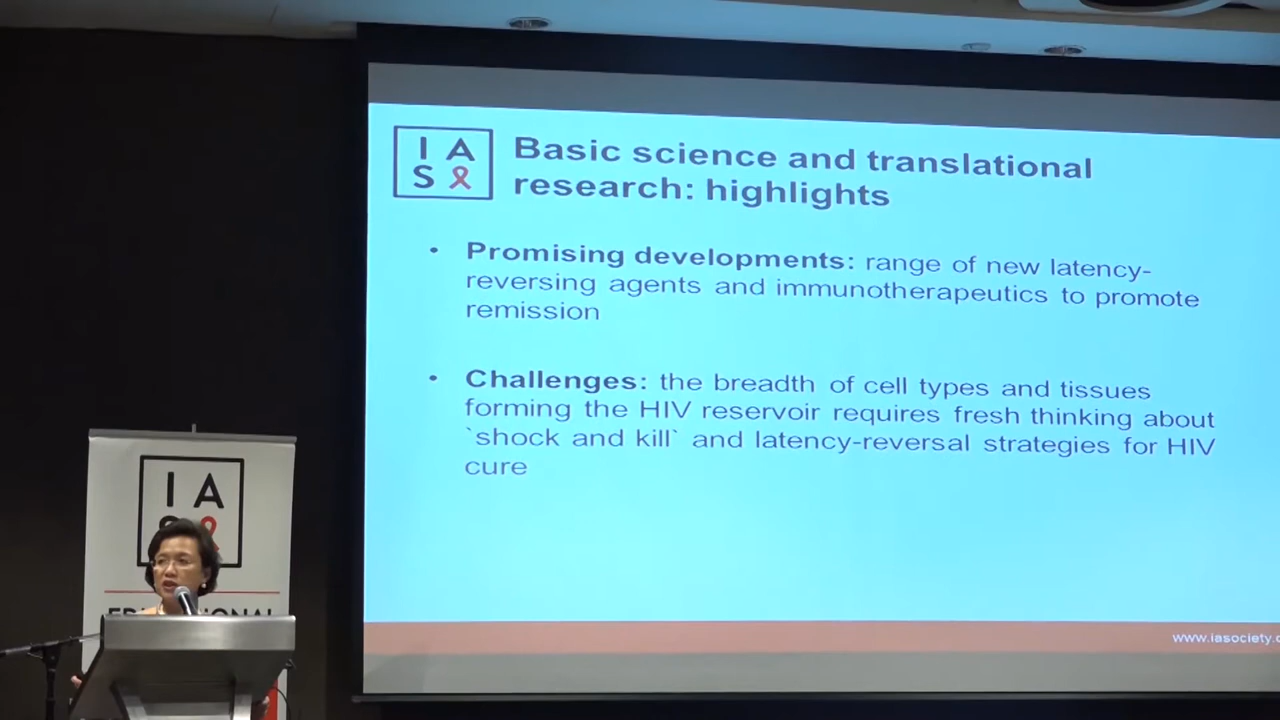 I A
S
Basic science and translational
research: highlights
• Promising developments: range of new latency-
reversing agents and immunotherapeutics to promote
remission
• Challenges: the breadth of cell types and tissues
forming the HIV reservoir requires fresh thinking about
`shock and kill` and latency-reversal strategies for HIV
cure
www.iasociety.
I A